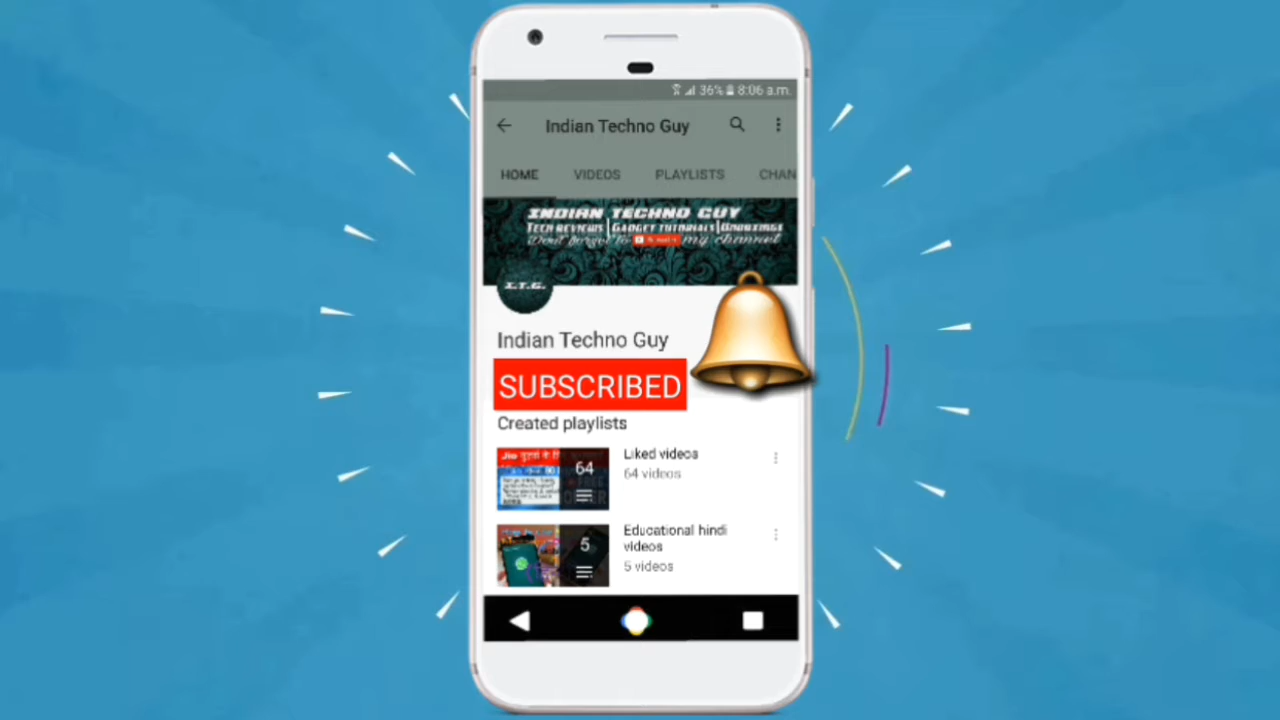 36% 8:06 a.m.
Indian Techno Guy
HOME VIDEOS PLAYLISTS CHAN
INDIAN TECHNO GUY
TECH REVIEWS|GADGET TUTORIALS|UNBOXINGS
Dont forget to my channel
I.T.G.
Indian Techno Guy
SUBSCRIBED
Created playlists
Liked videos
64
64 videos
Educational hindi
videos
5
5 videos